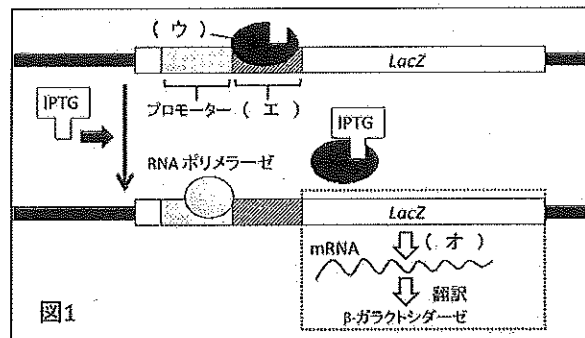 (ウ)
LacZ
IPTG
プロモーター (エ)
IPTG
RNAポリメラーゼ
LacZ
mRNA (オ)
翻訳
β-ガラクトシダーゼ
図1